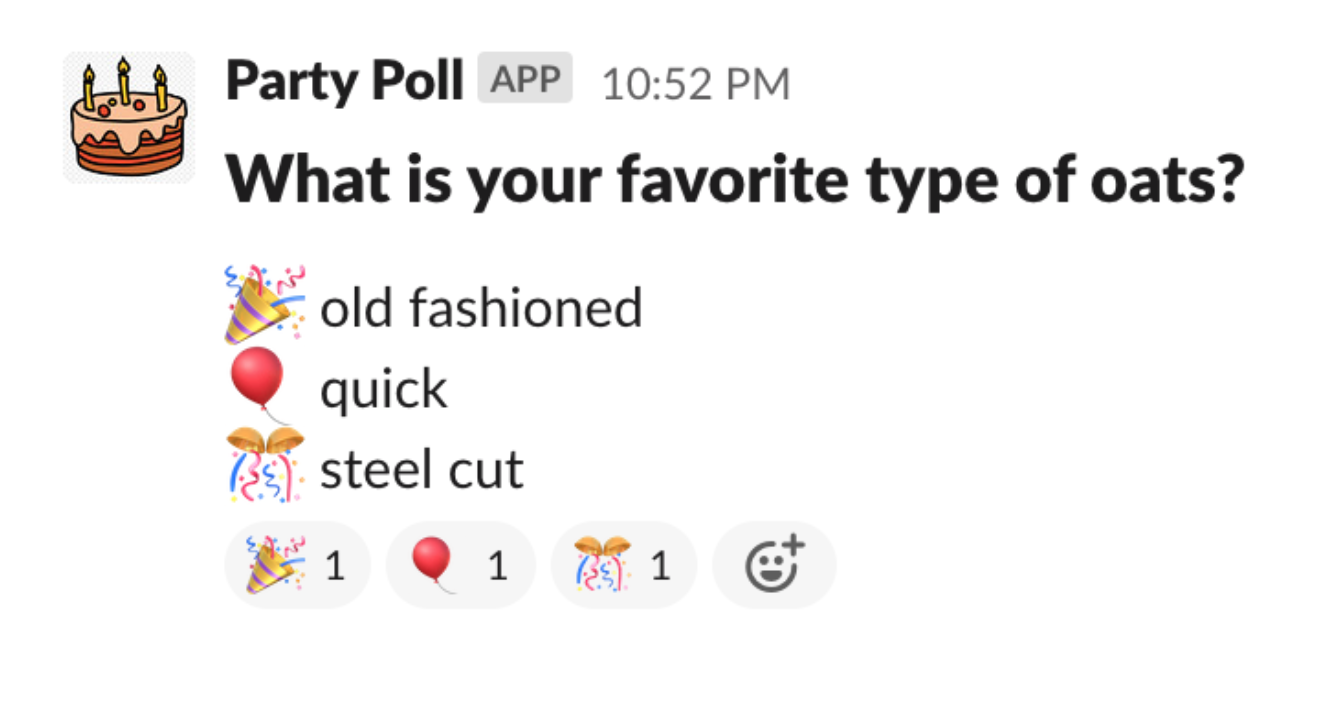 Party Poll APP 10:52 PM
What is your favorite type of oats?
🎉 old fashioned
🎈 quick
🎊 steel cut
🎉 1 🎈 1 🎊 1